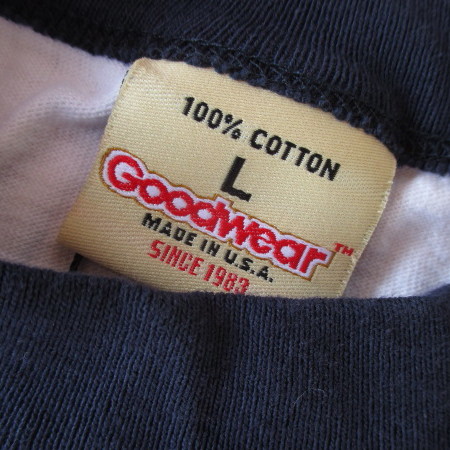 100% COTTON
L
Goodwear™
MADE IN U.S.A.
SINCE 1983